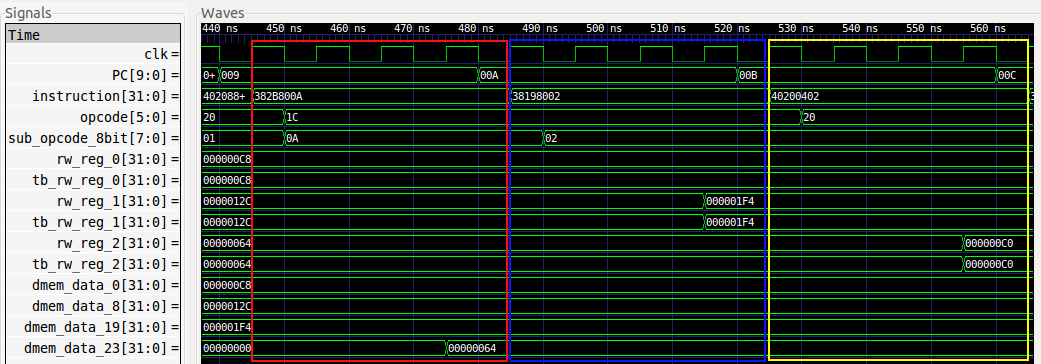 Signals
Waves
Time
440 ns 450 ns 460 ns 470 ns 480 ns 490 ns 500 ns 510 ns 520 ns 530 ns 540 ns 550 ns 560 ns
clk =
PC[9:0] = 0+ 009 00A 00B 00C
instruction[31:0] = 402088+ 382B800A 38198002 40200402 3
opcode[5:0] = 20 1C 20
sub_opcode_8bit[7:0] = 01 0A 02
rw_reg_0[31:0] = 000000C8
tb_rw_reg_0[31:0] = 000000C8
rw_reg_1[31:0] = 0000012C 000001F4
tb_rw_reg_1[31:0] = 0000012C 000001F4
rw_reg_2[31:0] = 00000064 000000C0
tb_rw_reg_2[31:0] = 00000064 000000C0
dmem_data_0[31:0] = 000000C8
dmem_data_8[31:0] = 0000012C
dmem_data_19[31:0] = 000001F4
dmem_data_23[31:0] = 00000000 00000064